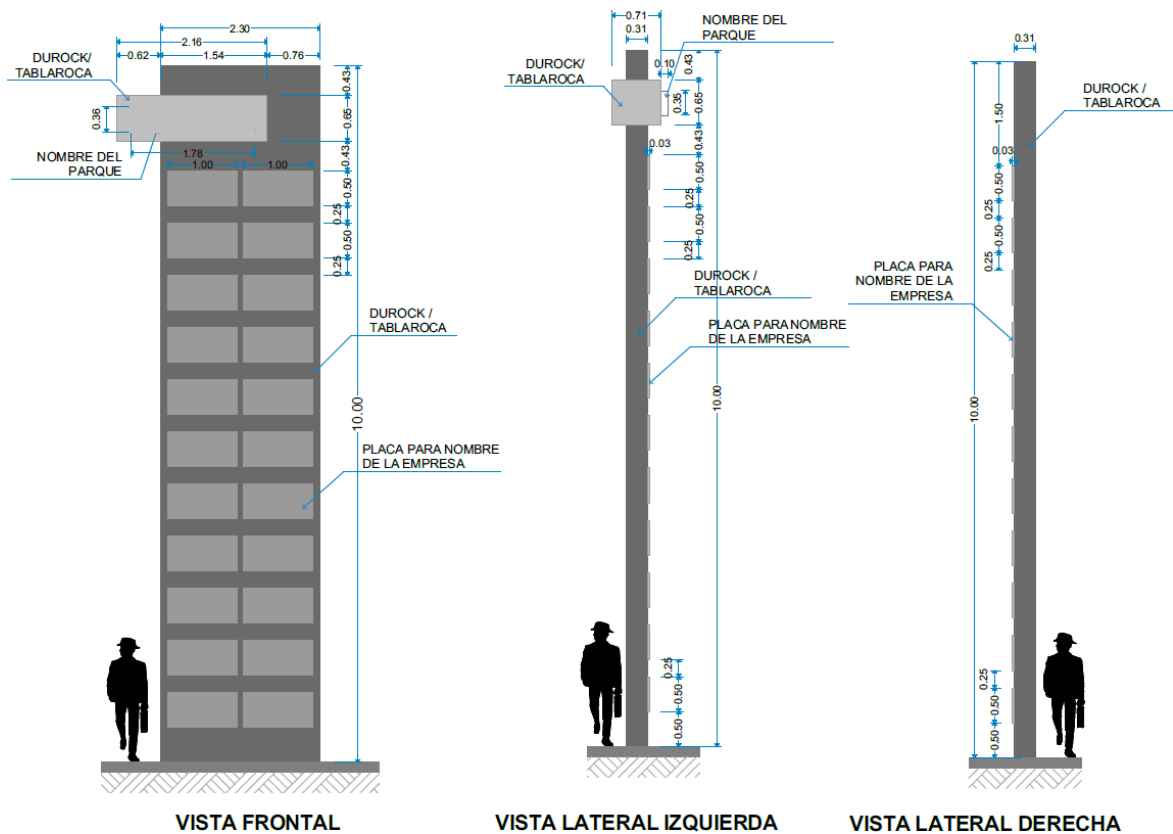 2.30
2.16
0.62
1.54
0.76
DUROCK/
TABLAROCA
0.36
NOMBRE DEL
PARQUE
1.78
1.00
1.00
0.43
0.65
0.43
0.50
0.25
0.50
0.25
DUROCK /
TABLAROCA
10.00
PLACA PARA NOMBRE
DE LA EMPRESA
VISTA FRONTAL
0.71
0.31
NOMBRE DEL
PARQUE
DUROCK/
TABLAROCA
0.10
0.35
0.43
0.65
0.43
0.03
0.50
0.25
0.50
0.25
DUROCK /
TABLAROCA
PLACA PARA NOMBRE
DE LA EMPRESA
10.00
0.25
0.50
0.50
VISTA LATERAL IZQUIERDA
0.31
DUROCK /
TABLAROCA
1.50
0.03
0.50
0.25
0.50
0.25
PLACA PARA
NOMBRE DE LA
EMPRESA
10.00
0.25
0.50
0.50
VISTA LATERAL DERECHA